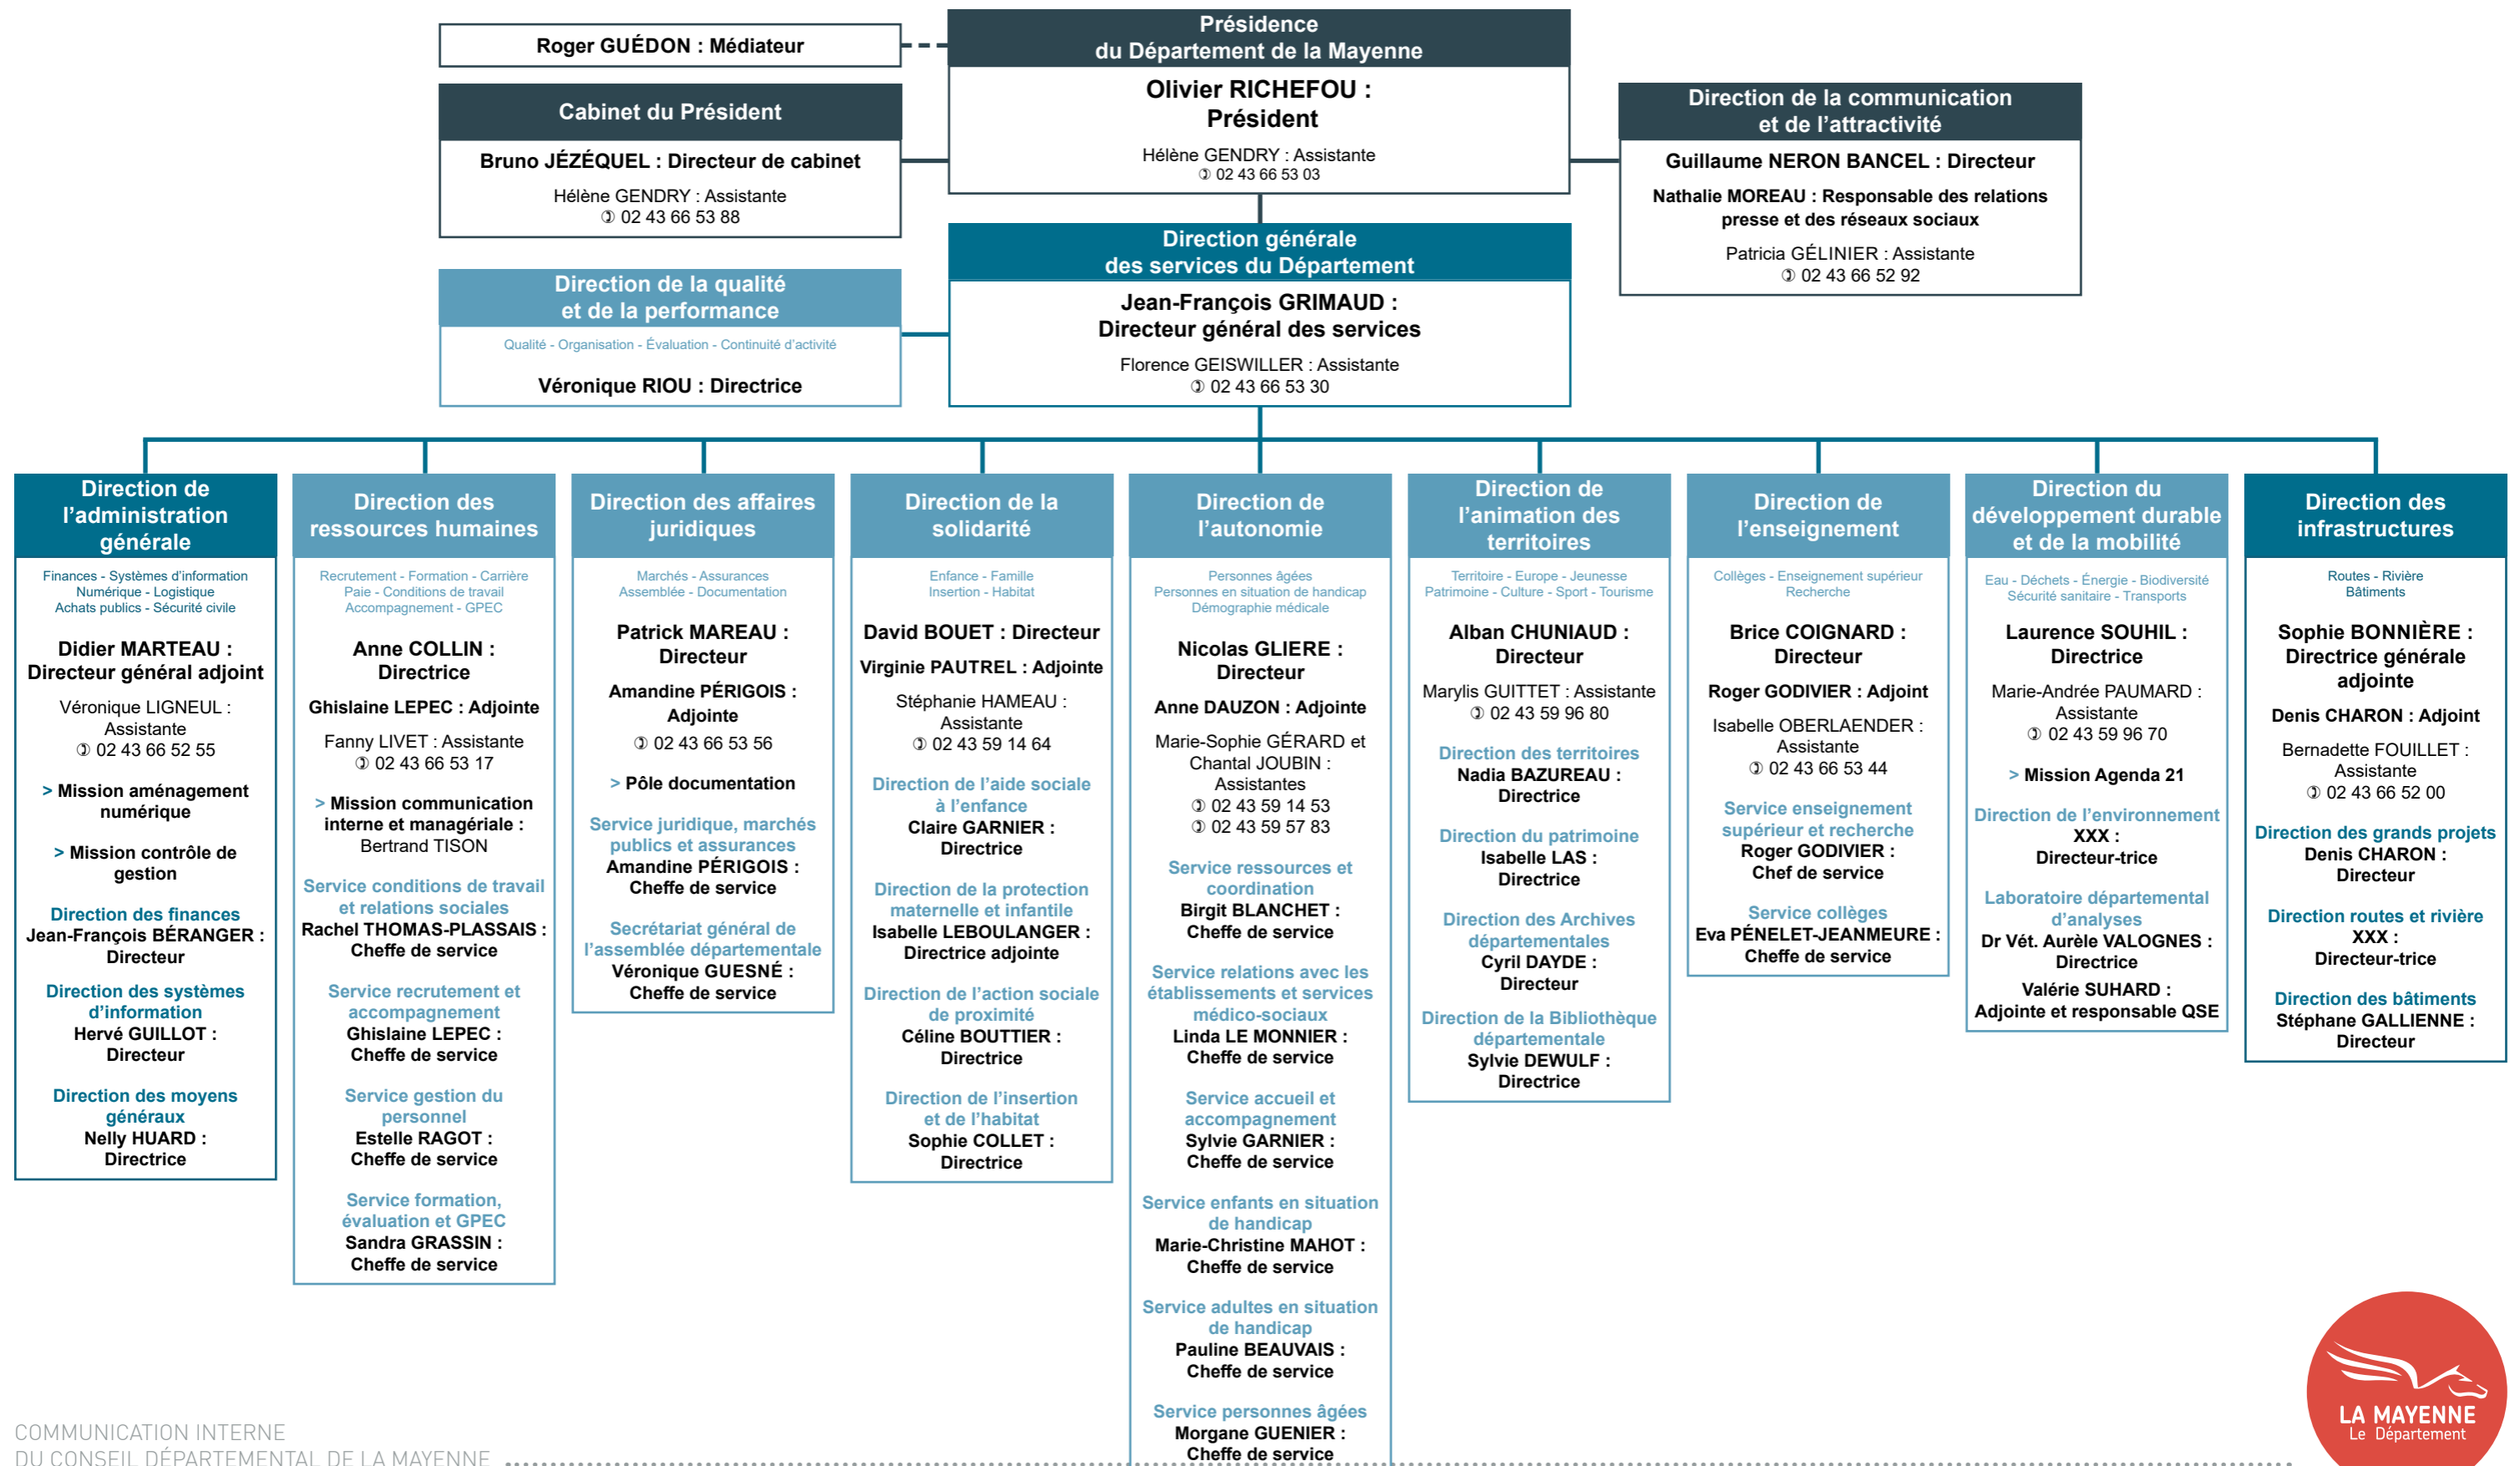 Roger GUÉDON : Médiateur
Présidence
du Département de la Mayenne
Olivier RICHEFOU :
Président
Hélène GENDRY : Assistante
✆ 02 43 66 53 03
Cabinet du Président
Bruno JÉZÉQUEL : Directeur de cabinet
Hélène GENDRY : Assistante
✆ 02 43 66 53 88
Direction de la communication
et de l’attractivité
Guillaume NERON BANCEL : Directeur
Nathalie MOREAU : Responsable des relations
presse et des réseaux sociaux
Patricia GÉLINIER : Assistante
✆ 02 43 66 52 92
Direction générale
des services du Département
Jean-François GRIMAUD :
Directeur général des services
Florence GEISWILLER : Assistante
✆ 02 43 66 53 30
Direction de la qualité
et de la performance
Qualité - Organisation - Évaluation - Continuité d’activité
Véronique RIOU : Directrice
Direction de
l’administration
générale
Finances - Systèmes d’information
Numérique - Logistique
Achats publics - Sécurité civile
Didier MARTEAU :
Directeur général adjoint
Véronique LIGNEUL :
Assistante
✆ 02 43 66 52 55
> Mission aménagement
numérique
> Mission contrôle de
gestion
Direction des finances
Jean-François BÉRANGER :
Directeur
Direction des systèmes
d’information
Hervé GUILLOT :
Directeur
Direction des moyens
généraux
Nelly HUARD :
Directrice
Direction des
ressources humaines
Recrutement - Formation - Carrière
Paie - Conditions de travail
Accompagnement - GPEC
Anne COLLIN :
Directrice
Ghislaine LEPEC : Adjointe
Fanny LIVET : Assistante
✆ 02 43 66 53 17
> Mission communication
interne et managériale :
Bertrand TISON
Service conditions de travail
et relations sociales
Rachel THOMAS-PLASSAIS :
Cheffe de service
Service recrutement et
accompagnement
Ghislaine LEPEC :
Cheffe de service
Service gestion du
personnel
Estelle RAGOT :
Cheffe de service
Service formation,
évaluation et GPEC
Sandra GRASSIN :
Cheffe de service
Direction des affaires
juridiques
Marchés - Assurances
Assemblée - Documentation
Patrick MAREAU :
Directeur
Amandine PÉRIGOIS :
Adjointe
✆ 02 43 66 53 56
> Pôle documentation
Service juridique, marchés
publics et assurances
Amandine PÉRIGOIS :
Cheffe de service
Secrétariat général de
l’assemblée départementale
Véronique GUESNÉ :
Cheffe de service
Direction de la
solidarité
Enfance - Famille
Insertion - Habitat
David BOUET : Directeur
Virginie PAUTREL : Adjointe
Stéphanie HAMEAU :
Assistante
✆ 02 43 59 14 64
Direction de l’aide sociale
à l’enfance
Claire GARNIER :
Directrice
Direction de la protection
maternelle et infantile
Isabelle LEBOULANGER :
Directrice adjointe
Direction de l’action sociale
de proximité
Céline BOUTTIER :
Directrice
Direction de l’insertion
et de l’habitat
Sophie COLLET :
Directrice
Direction de
l’autonomie
Personnes âgées
Personnes en situation de handicap
Démographie médicale
Nicolas GLIERE :
Directeur
Anne DAUZON : Adjointe
Marie-Sophie GÉRARD et
Chantal JOUBIN :
Assistantes
✆ 02 43 59 14 53
✆ 02 43 59 57 83
Service ressources et
coordination
Birgit BLANCHET :
Cheffe de service
Service relations avec les
établissements et services
médico-sociaux
Linda LE MONNIER :
Cheffe de service
Service accueil et
accompagnement
Sylvie GARNIER :
Cheffe de service
Service enfants en situation
de handicap
Marie-Christine MAHOT :
Cheffe de service
Service adultes en situation
de handicap
Pauline BEAUVAIS :
Cheffe de service
Service personnes âgées
Morgane GUENIER :
Cheffe de service
Direction de
l’animation des
territoires
Territoire - Europe - Jeunesse
Patrimoine - Culture - Sport - Tourisme
Alban CHUNIAUD :
Directeur
Marylis GUITTET : Assistante
✆ 02 43 59 96 80
Direction des territoires
Nadia BAZUREAU :
Directrice
Direction du patrimoine
Isabelle LAS :
Directrice
Direction des Archives
départementales
Cyril DAYDE :
Directeur
Direction de la Bibliothèque
départementale
Sylvie DEWULF :
Directrice
Direction de
l’enseignement
Collèges - Enseignement supérieur
Recherche
Brice COIGNARD :
Directeur
Roger GODIVIER : Adjoint
Isabelle OBERLAENDER :
Assistante
✆ 02 43 66 53 44
Service enseignement
supérieur et recherche
Roger GODIVIER :
Chef de service
Service collèges
Eva PÉNELET-JEANMEURE :
Cheffe de service
Direction du
développement durable
et de la mobilité
Eau - Déchets - Énergie - Biodiversité
Sécurité sanitaire - Transports
Laurence SOUHIL :
Directrice
Marie-Andrée PAUMARD :
Assistante
✆ 02 43 59 96 70
> Mission Agenda 21
Direction de l’environnement
XXX :
Directeur-trice
Laboratoire départemental
d’analyses
Dr Vét. Aurèle VALOGNES :
Directrice
Valérie SUHARD :
Adjointe et responsable QSE
Direction des
infrastructures
Routes - Rivière
Bâtiments
Sophie BONNIÈRE :
Directrice générale
adjointe
Denis CHARON : Adjoint
Bernadette FOUILLET :
Assistante
✆ 02 43 66 52 00
Direction des grands projets
Denis CHARON :
Directeur
Direction routes et rivière
XXX :
Directeur-trice
Direction des bâtiments
Stéphane GALLIENNE :
Directeur
COMMUNICATION INTERNE
DU CONSEIL DÉPARTEMENTAL DE LA MAYENNE
LA MAYENNE
Le Département